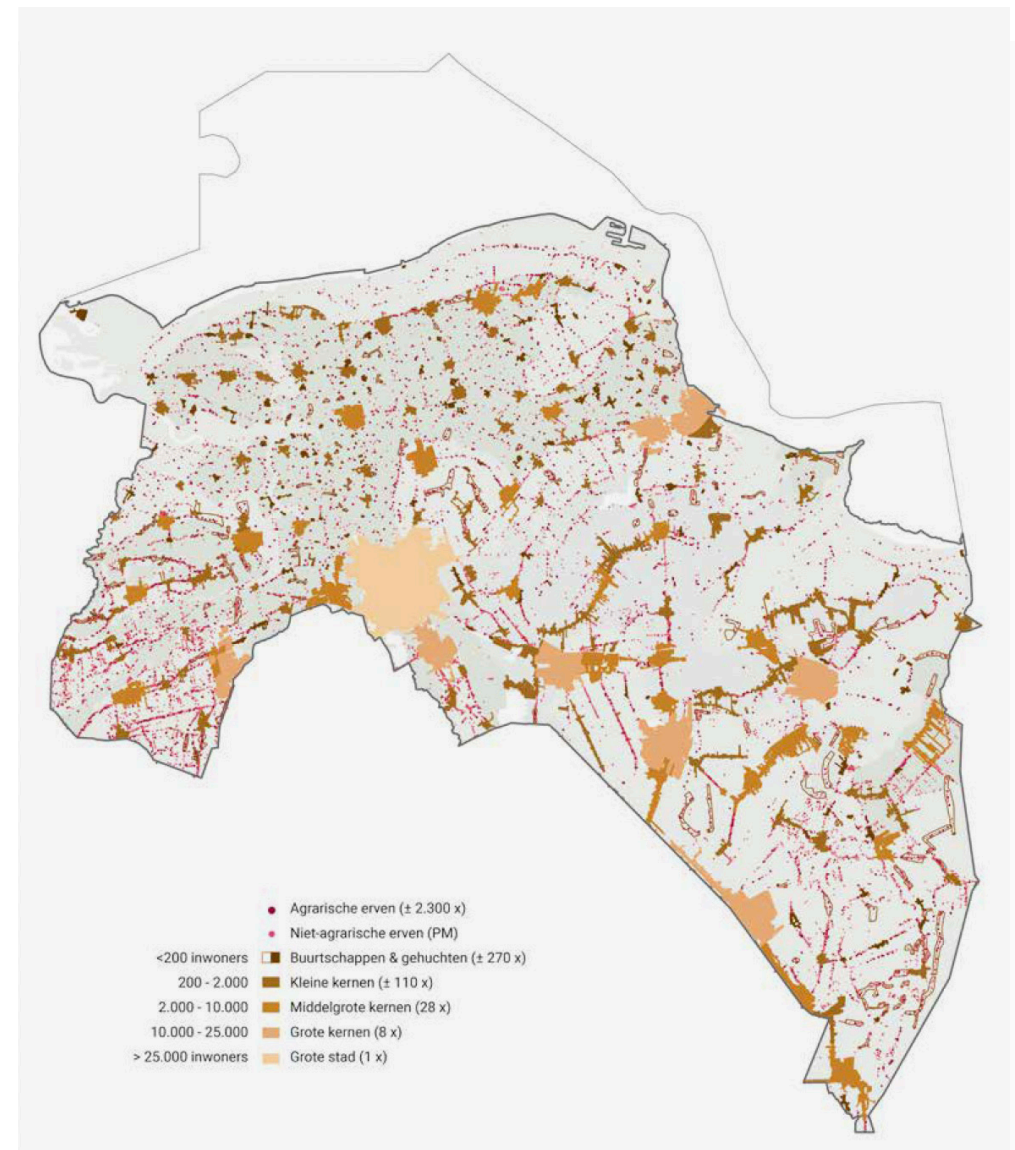 Agrarische erven (± 2.300 x)
Niet-agrarische erven (PM)
<200 inwoners Buurtschappen & gehuchten (± 270 x)
200 - 2.000 Kleine kernen (± 110 x)
2.000 - 10.000 Middelgrote kernen (28 x)
10.000 - 25.000 Grote kernen (8 x)
> 25.000 inwoners Grote stad (1 x)